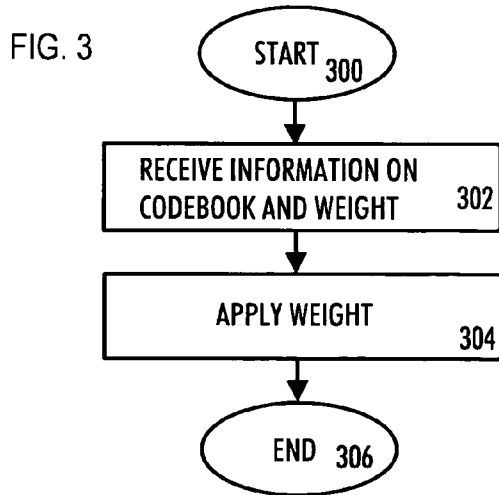 FIG. 3
START 300
RECEIVE INFORMATION ON
CODEBOOK AND WEIGHT 302
APPLY WEIGHT
304
END 306